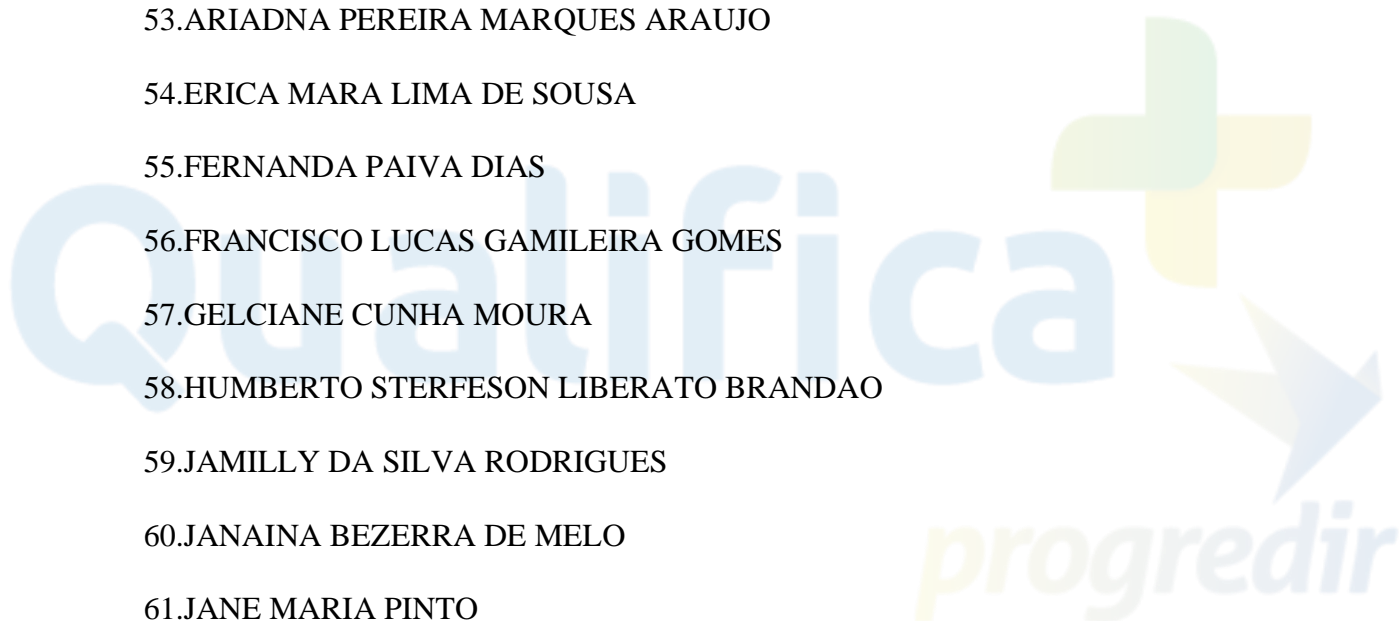 53.ARIADNA PEREIRA MARQUES ARAUJO
54.ERICA MARA LIMA DE SOUSA
55.FERNANDA PAIVA DIAS
56.FRANCISCO LUCAS GAMILEIRA GOMES
Qualifica
57.GELCIANE CUNHA MOURA
58.HUMBERTO STERFESON LIBERATO BRANDAO
59.JAMILLY DA SILVA RODRIGUES
60.JANAINA BEZERRA DE MELO
progredir
61.JANE MARIA PINTO